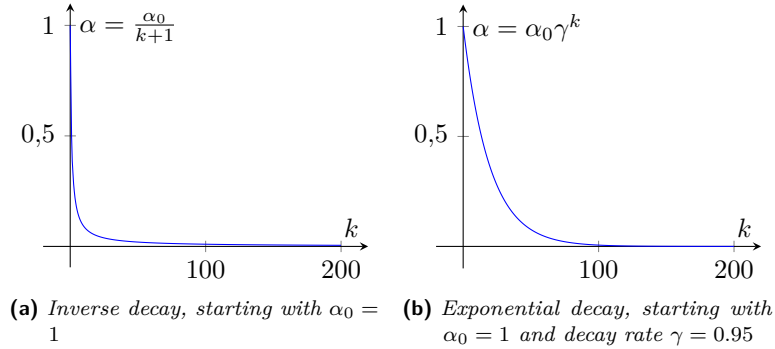 1
α = α₀/(k+1)
0,5
k
100
200
(a) Inverse decay, starting with α₀ =
1
1
α = α₀γᵏ
0,5
k
100
200
(b) Exponential decay, starting with
α₀ = 1 and decay rate γ = 0.95